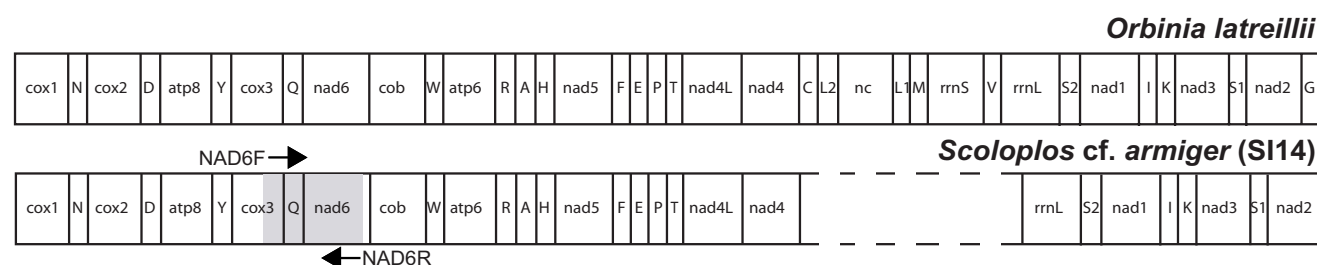 Orbinia latreillii
cox1 N cox2 D atp8 Y cox3 Q nad6 cob W atp6 R A H nad5 F E P T nad4L nad4 C L2 nc L1 M rrnS V rrnL S2 nad1 I K nad3 S1 nad2 G
NAD6F
Scoloplos cf. armiger (SI14)
cox1 N cox2 D atp8 Y cox3 Q nad6 cob W atp6 R A H nad5 F E P T nad4L nad4 rrnL S2 nad1 I K nad3 S1 nad2
NAD6R